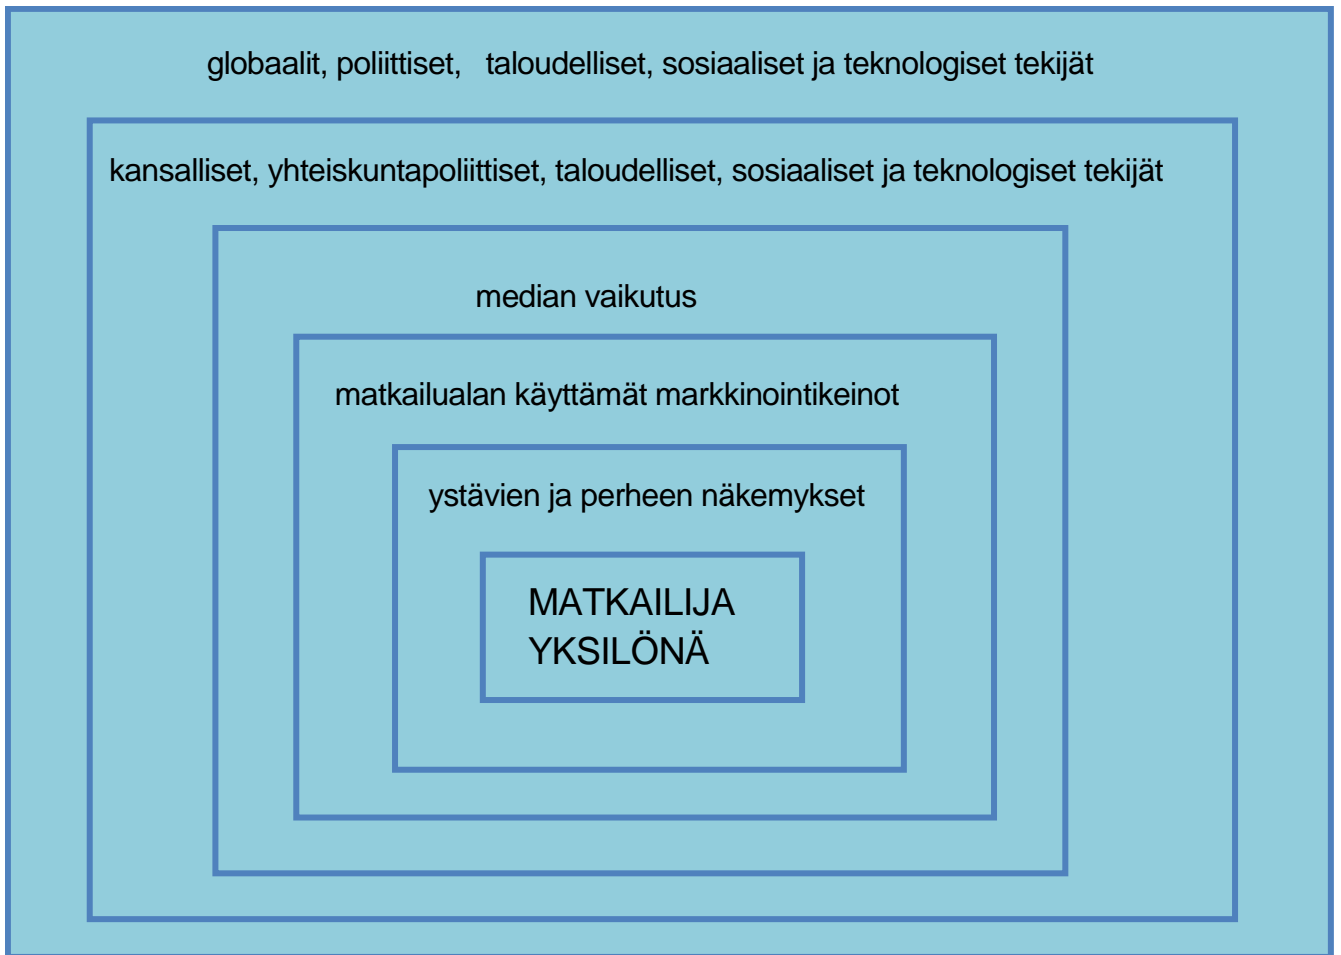 globaalit, poliittiset, taloudelliset, sosiaaliset ja teknologiset tekijät
kansalliset, yhteiskuntapoliittiset, taloudelliset, sosiaaliset ja teknologiset tekijät
median vaikutus
matkailualan käyttämät markkinointikeinot
ystävien ja perheen näkemykset
MATKAILIJA
YKSILÖNÄ